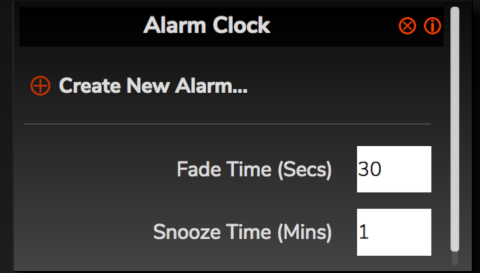 Alarm Clock
Create New Alarm...
Fade Time (Secs) 30
Snooze Time (Mins) 1